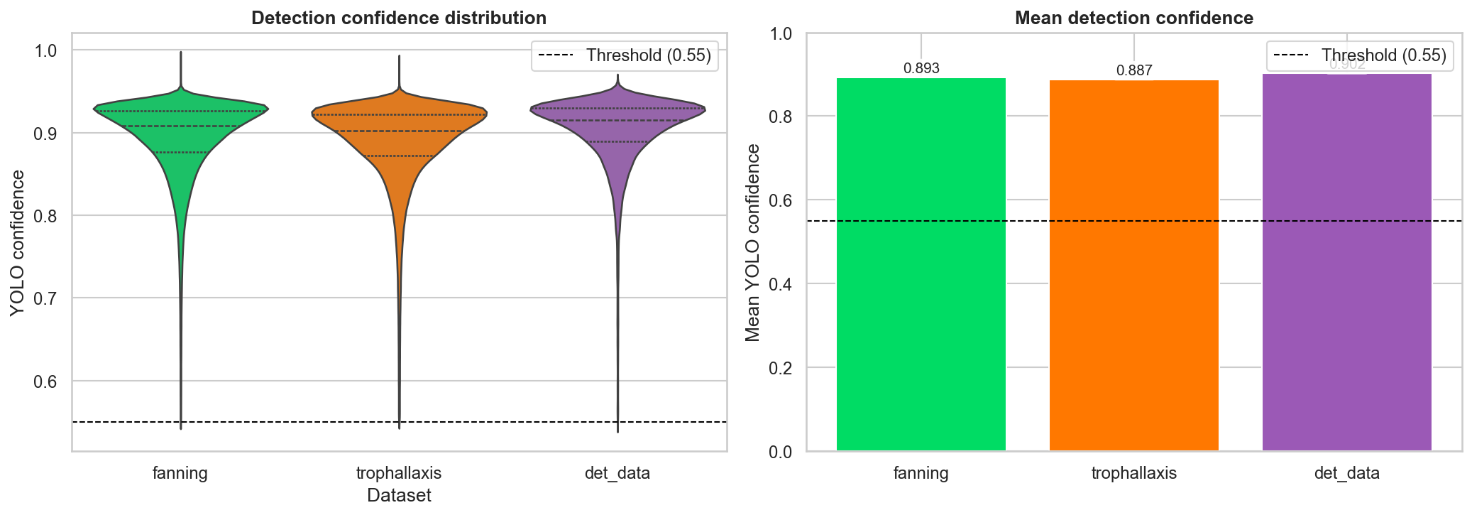 Detection confidence distribution
YOLO confidence
1.0
0.9
0.8
0.7
0.6
Threshold (0.55)
fanning
trophallaxis
det_data
Dataset
Mean detection confidence
Mean YOLO confidence
1.0
0.8
0.6
0.4
0.2
0.0
Threshold (0.55)
0.893
0.887
0.902
fanning
trophallaxis
det_data